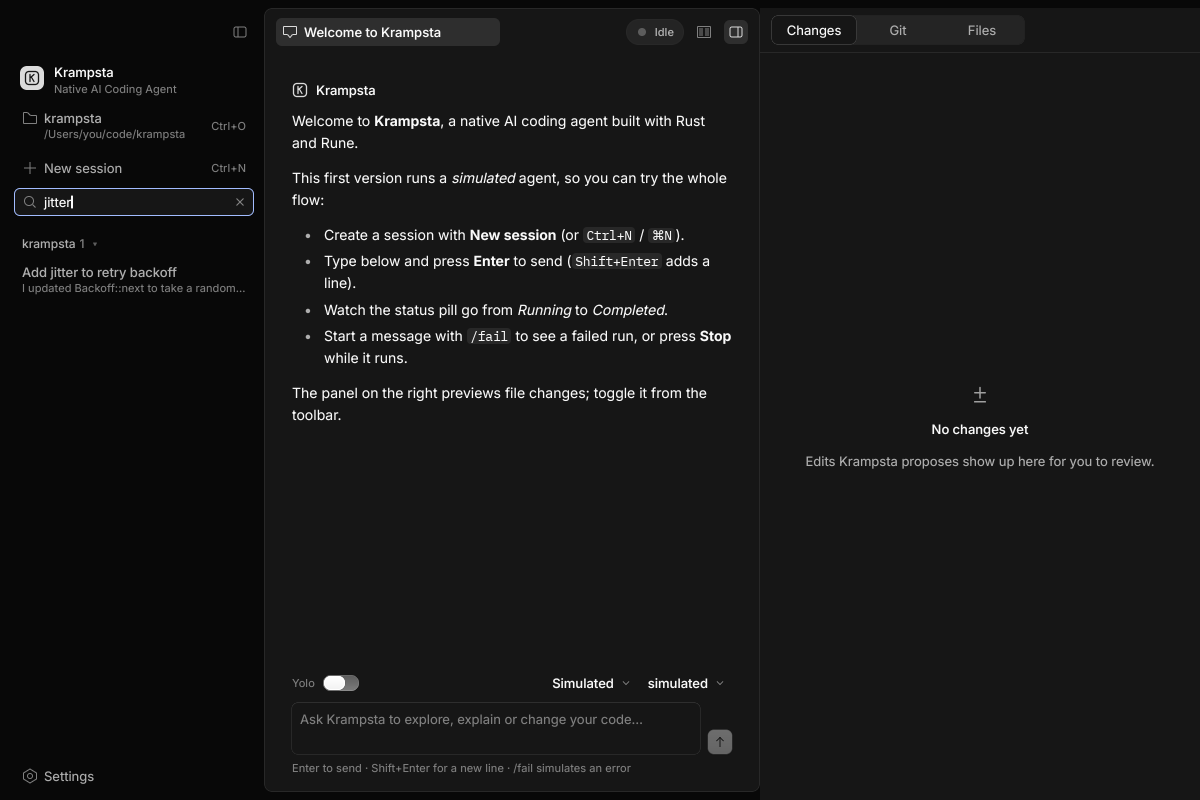 Krampsta
Native AI Coding Agent
krampsta
/Users/you/code/krampsta
Ctrl+O
New session
Ctrl+N
jitter
krampsta 1
Add jitter to retry backoff
I updated Backoff::next to take a random...
Settings
Welcome to Krampsta
Idle
K Krampsta
Welcome to Krampsta, a native AI coding agent built with Rust
and Rune.
This first version runs a simulated agent, so you can try the whole
flow:
• Create a session with New session (or Ctrl+N / ⌘N).
• Type below and press Enter to send (Shift+Enter adds a
line).
• Watch the status pill go from Running to Completed.
• Start a message with /fail to see a failed run, or press Stop
while it runs.
The panel on the right previews file changes; toggle it from the
toolbar.
Yolo
Simulated
simulated
Ask Krampsta to explore, explain or change your code...
Enter to send · Shift+Enter for a new line · /fail simulates an error
Changes
Git
Files
No changes yet
Edits Krampsta proposes show up here for you to review.